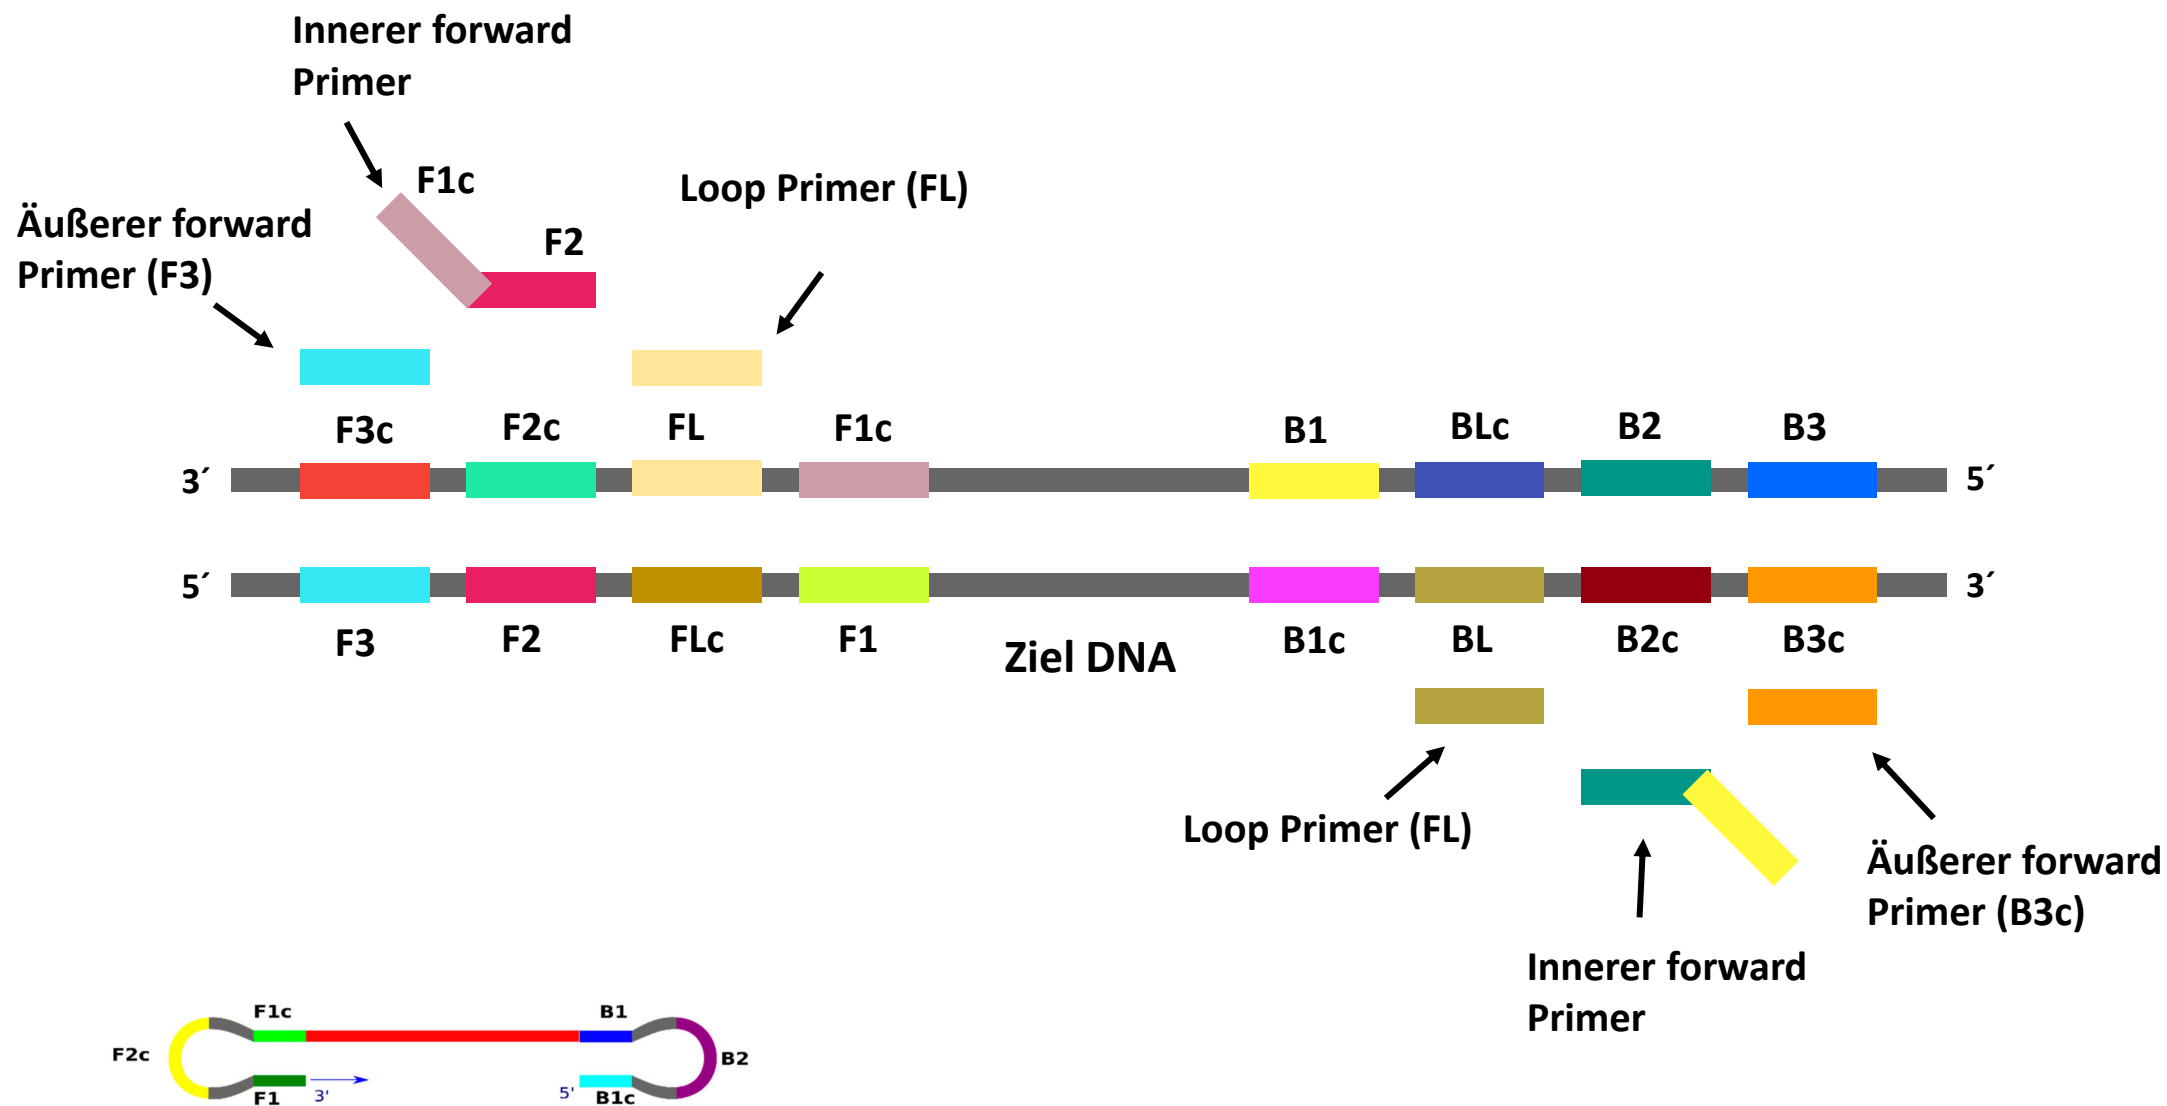 Innerer forward
Primer
F1c
Loop Primer (FL)
Äußerer forward
Primer (F3)
F2
F3c F2c FL F1c B1 BLc B2 B3
3´ 5´
5´ 3´
F3 F2 FLc F1 Ziel DNA B1c BL B2c B3c
Loop Primer (FL)
Äußerer forward
Primer (B3c)
Innerer forward
Primer
F1c B1
F2c B2
F1 3' 5' B1c